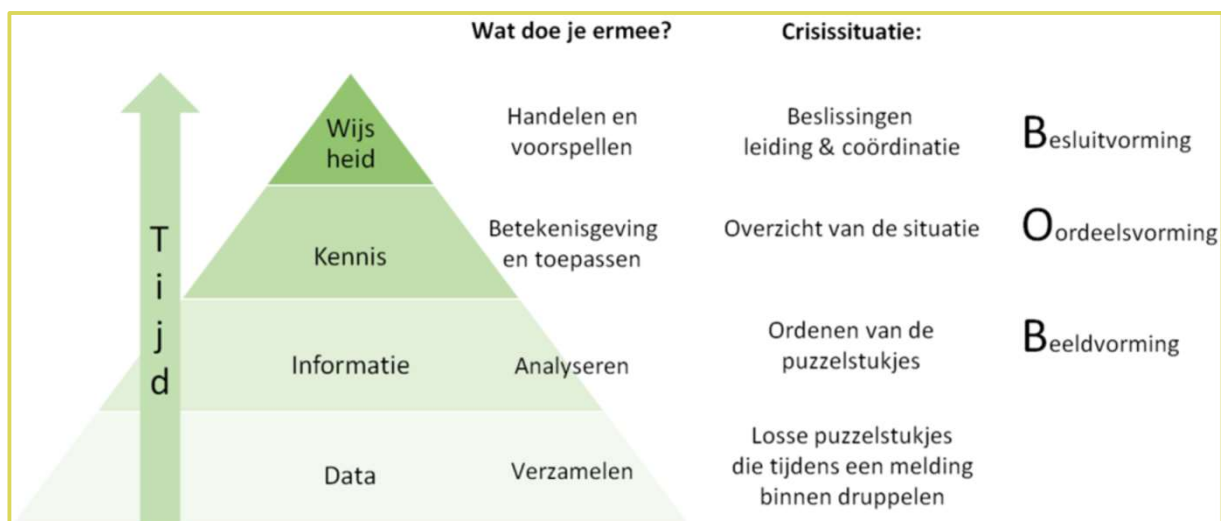 Wat doe je ermee?
Crisissituatie:
Wijs
heid
Handelen en
voorspellen
Beslissingen
leiding & coördinatie
Besluitvorming
Kennis
Betekenisgeving
en toepassen
Overzicht van de situatie
Oordeelsvorming
Informatie
Analyseren
Ordenen van de
puzzelstukjes
Beeldvorming
Data
Verzamelen
Losse puzzelstukjes
die tijdens een melding
binnen druppelen
T
i
j
d